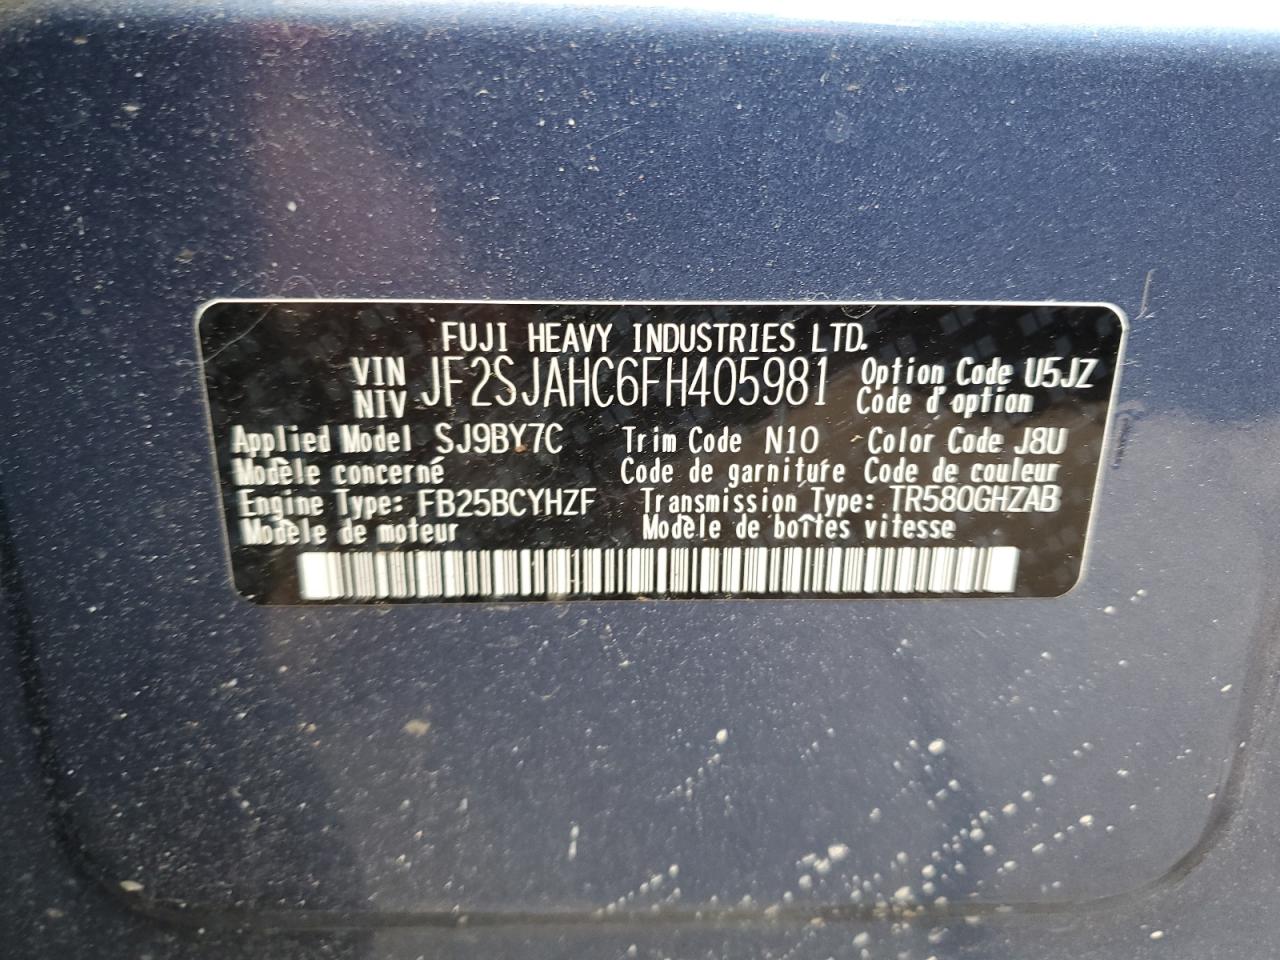 FUJI HEAVY INDUSTRIES LTD.
VIN JF2SJAHC6FH405981 Option Code U5JZ
NIV Code d'option
Applied Model SJ9BY7C Trim Code N10 Color Code J8U
Modèle concerné Code de garniture Code de couleur
Engine Type: FB25BCYHZF Transmission Type: TR580GHZAB
Modèle de moteur Modèle de boîtes vitesse